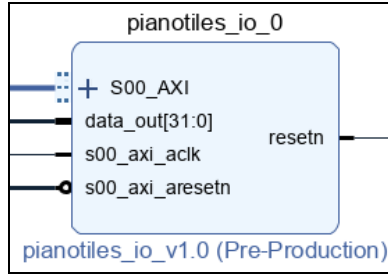 pianotiles_io_0
S00_AXI
data_out[31:0]
s00_axi_aclk
resetn
s00_axi_aresetn
pianotiles_io_v1.0 (Pre-Production)